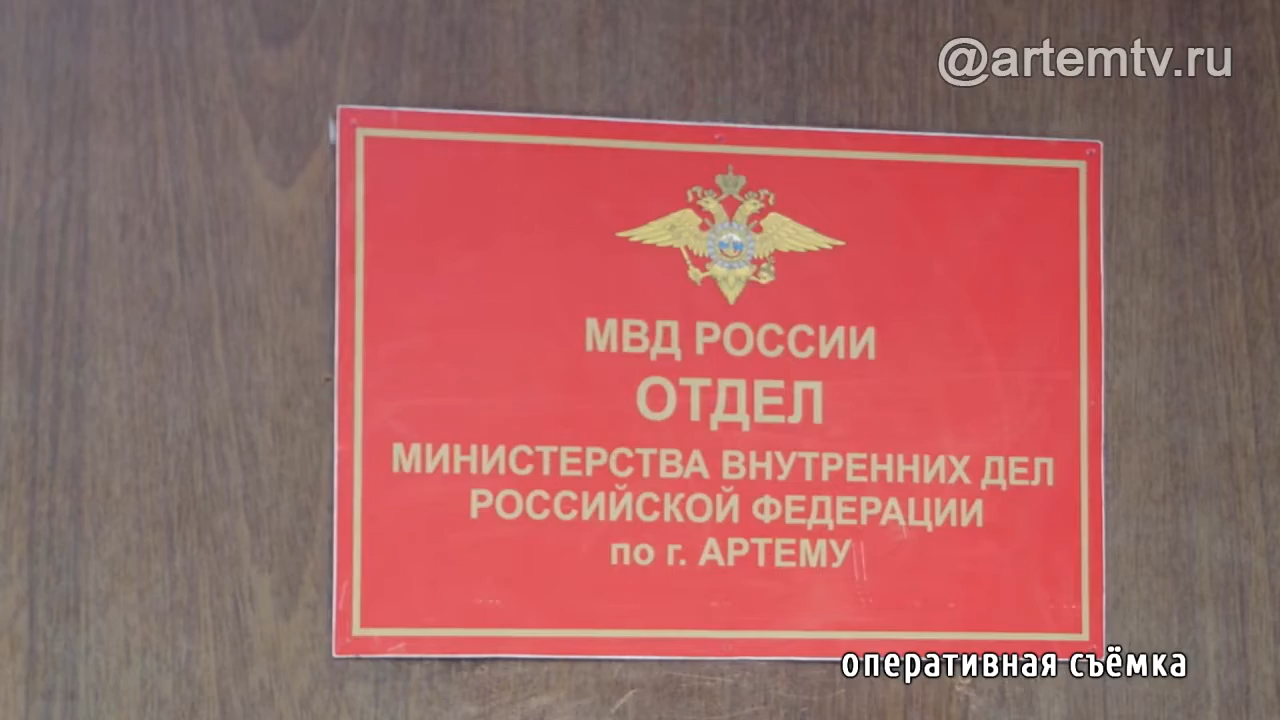 @artemtv.ru
МВД РОССИИ
ОТДЕЛ
МИНИСТЕРСТВА ВНУТРЕННИХ ДЕЛ
РОССИЙСКОЙ ФЕДЕРАЦИИ
по г. АРТЕМУ
оперативная съёмка